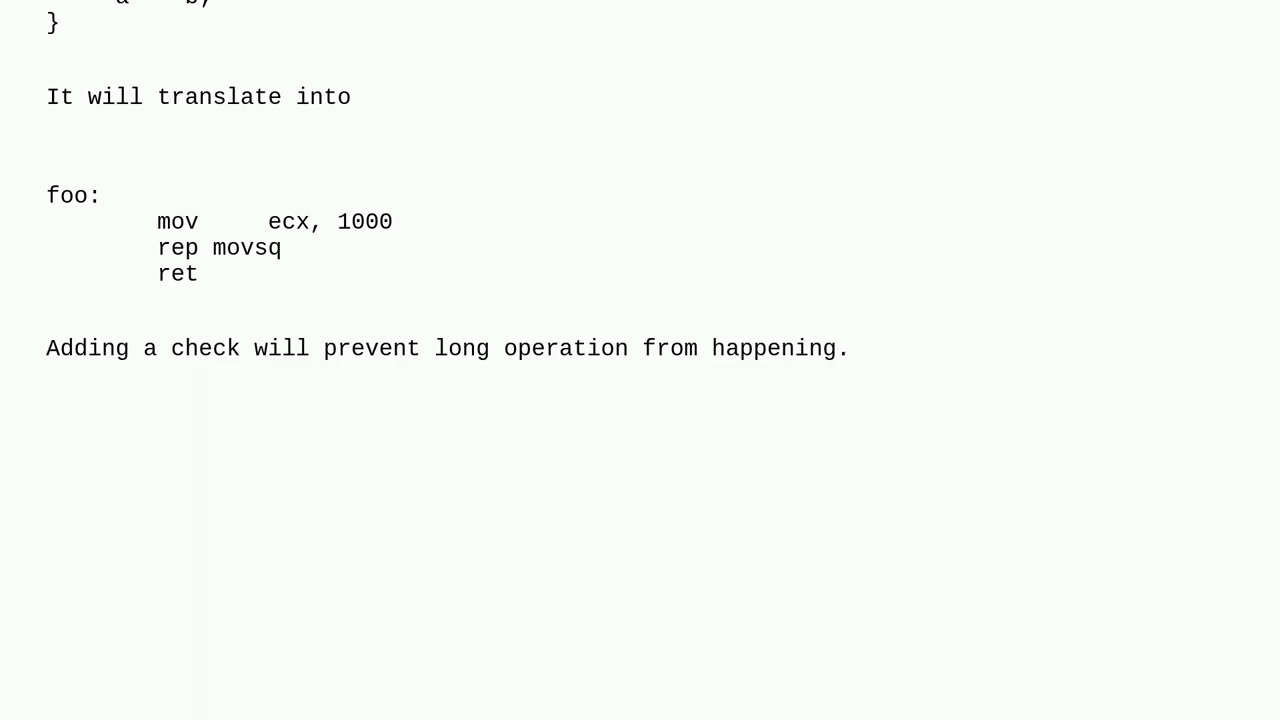 }
It will translate into
foo:
        mov     ecx, 1000
        rep movsq
        ret
Adding a check will prevent long operation from happening.